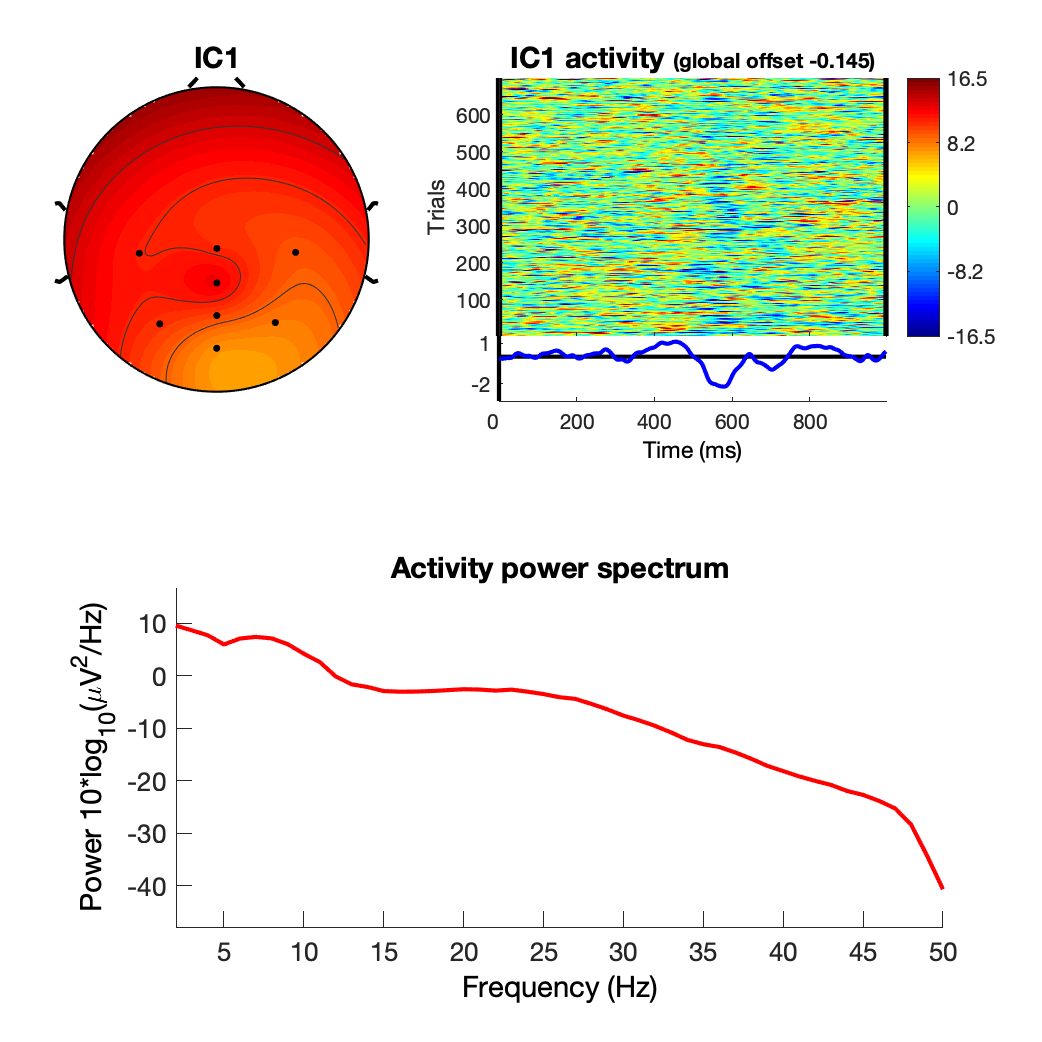 IC1
IC1 activity (global offset -0.145)
Trials
600
500
400
300
200
100
16.5
8.2
0
-8.2
-16.5
1
-2
0 200 400 600 800
Time (ms)
Activity power spectrum
Power 10*log10(μV2/Hz)
10
0
-10
-20
-30
-40
5 10 15 20 25 30 35 40 45 50
Frequency (Hz)